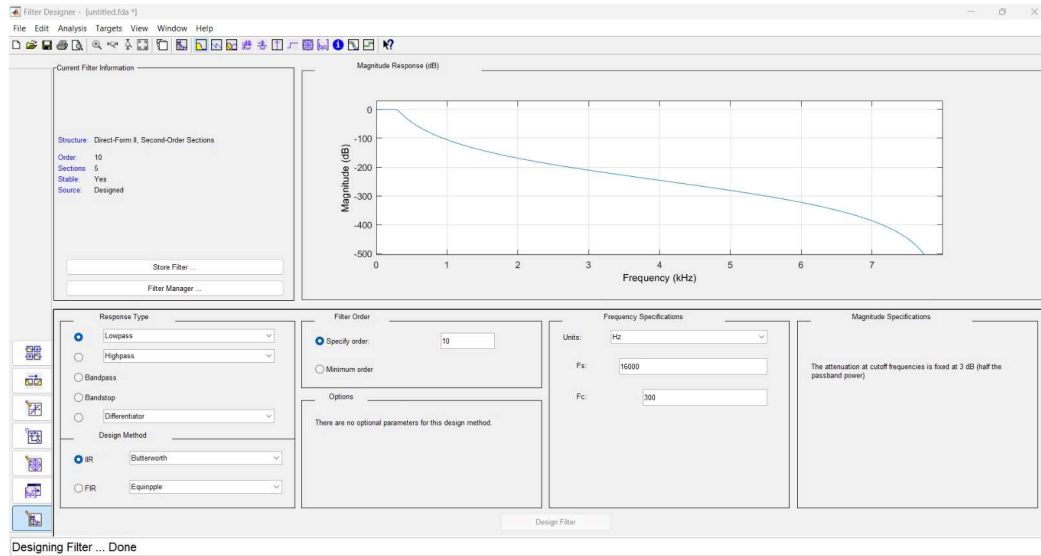 Filter Designer - [untitled.fda *]
File Edit Analysis Targets View Window Help
Current Filter Information
Structure: Direct-Form II, Second-Order Sections
Order: 10
Sections: 5
Stable: Yes
Source: Designed
Store Filter ...
Filter Manager ...
Magnitude Response (dB)
Magnitude (dB)
0
-100
-200
-300
-400
-500
0 1 2 3 4 5 6 7
Frequency (kHz)
Response Type
Lowpass
Highpass
Bandpass
Bandstop
Differentiator
Design Method
IIR Butterworth
FIR Equiripple
Filter Order
Specify order: 10
Minimum order
Options
There are no optional parameters for this design method.
Frequency Specifications
Units: Hz
Fs: 16000
Fc: 300
Magnitude Specifications
The attenuation at cutoff frequencies is fixed at 3 dB (half the
passband power)
Design Filter
Designing Filter ... Done